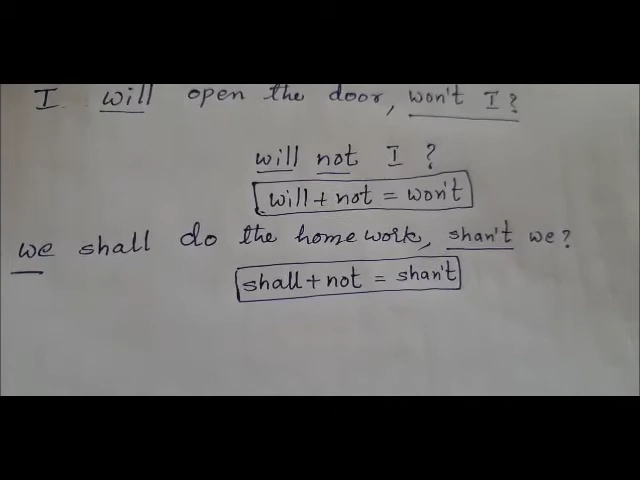 I will open the door, won't I?
will not I ?
will + not = won't
we shall do the home work, shan't we?
shall + not = shan't